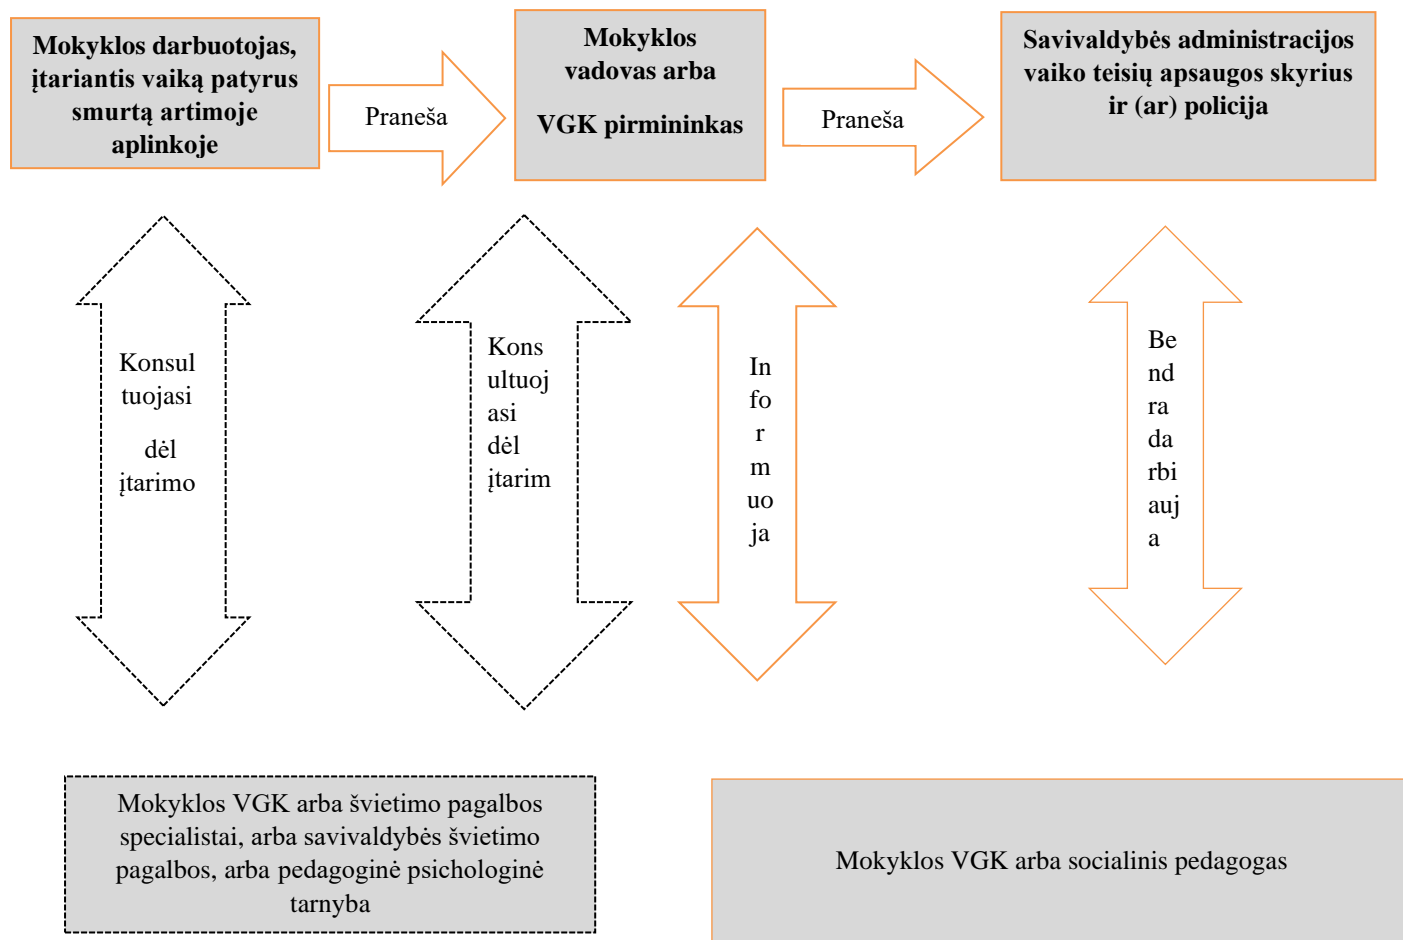 Mokyklos darbuotojas,
įtariantis vaiką patyrus
smurtą artimoje
aplinkoje
Praneša
Mokyklos
vadovas arba
VGK pirmininkas
Praneša
Savivaldybės administracijos
vaiko teisių apsaugos skyrius
ir (ar) policija
Konsul
tuojasi
dėl
įtarimo
Kons
ultuoj
asi
dėl
įtarim
In
fo
r
m
uo
ja
Be
nd
ra
da
rbi
auj
a
Mokyklos VGK arba švietimo pagalbos
specialistai, arba savivaldybės švietimo
pagalbos, arba pedagoginė psichologinė
tarnyba
Mokyklos VGK arba socialinis pedagogas